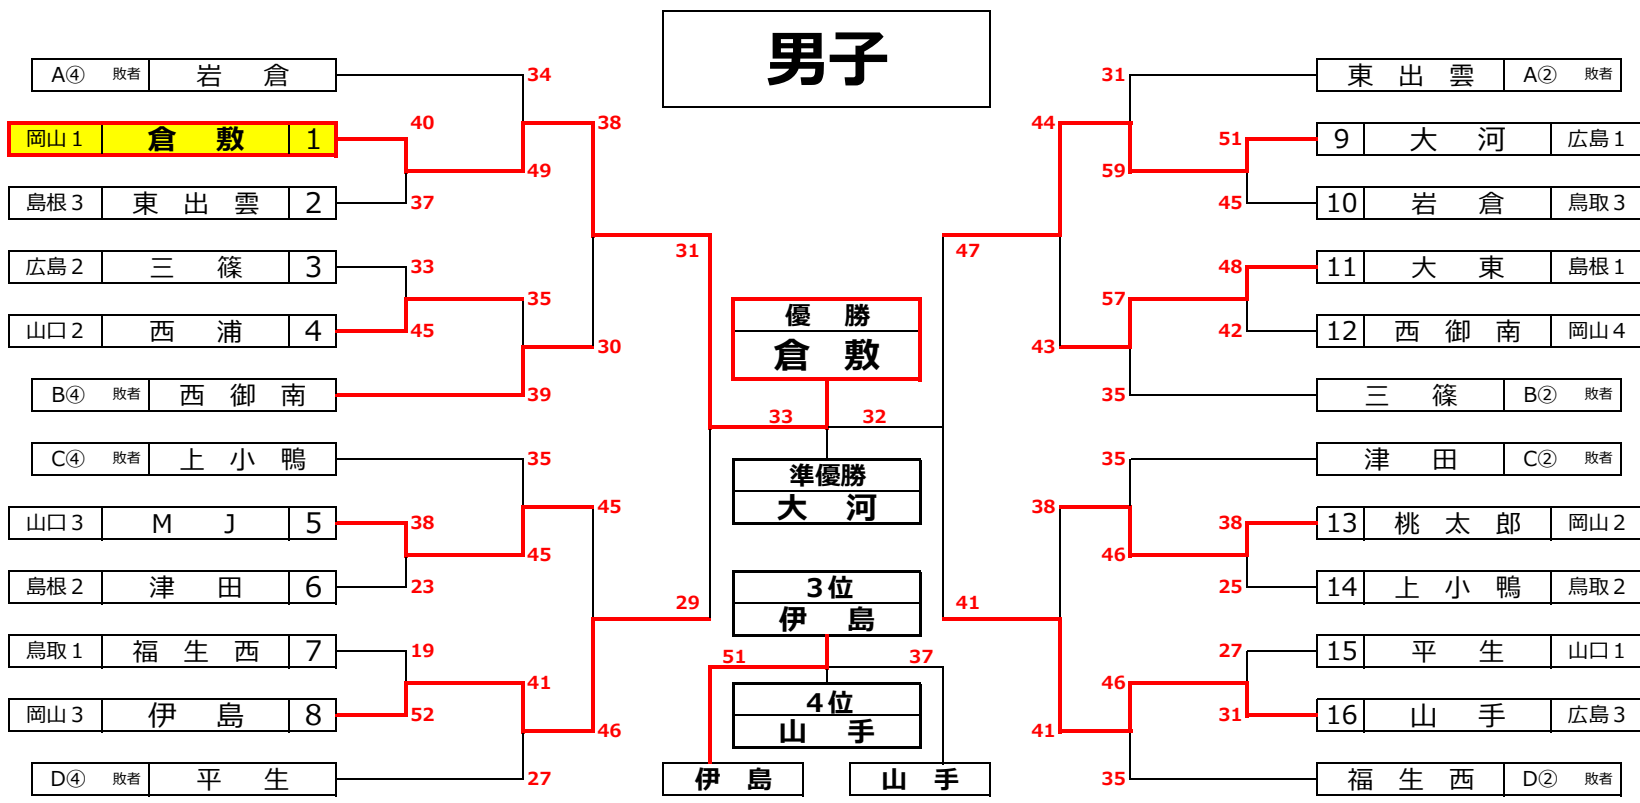 男子
A④ 敗者 岩倉
34
岡山1 倉敷 1
40
38
49
島根3 東出雲 2
37
広島2 三篠 3
33
31
35
山口2 西浦 4
45
30
B④ 敗者 西御南
39
C④ 敗者 上小鴨
35
山口3 MJ 5
38
45
45
島根2 津田 6
23
29
鳥取1 福生西 7
19
41
岡山3 伊島 8
52
46
D④ 敗者 平生
27
優勝
倉敷
33 32
準優勝
大河
3位
伊島
51 37
4位
山手
伊島 山手
31
東出雲 A② 敗者
44
51
9 大河 広島1
59
45
10 岩倉 鳥取3
47
48
11 大東 島根1
57
42
12 西御南 岡山4
43
35
三篠 B② 敗者
35
津田 C② 敗者
38
38
13 桃太郎 岡山2
46
25
14 上小鴨 鳥取2
41
27
15 平生 山口1
46
31
16 山手 広島3
41
35
福生西 D② 敗者